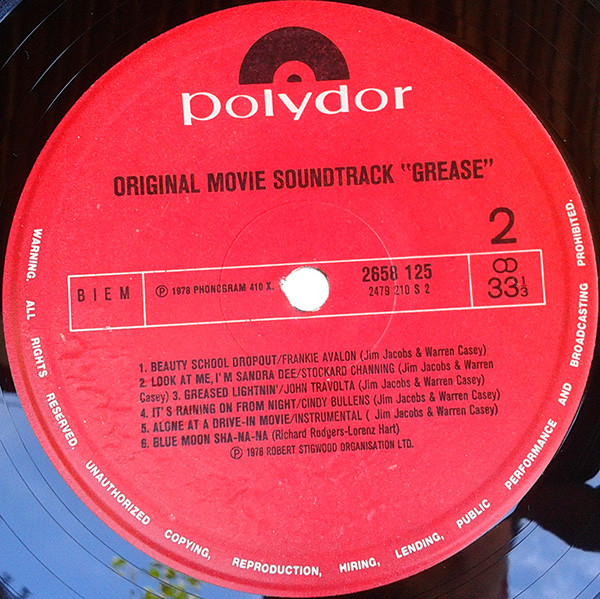 polydor
ORIGINAL MOVIE SOUNDTRACK "GREASE"
2
BIEM
℗ 1978 PHONOGRAM 410 X.
2658 125
2479 210 S 2
33 1/3
1. BEAUTY SCHOOL DROPOUT/FRANKIE AVALON (Jim Jacobs & Warren Casey)
2. LOOK AT ME, I'M SANDRA DEE/STOCKARD CHANNING (Jim Jacobs & Warren
Casey) 3. GREASED LIGHTNIN'/JOHN TRAVOLTA (Jim Jacobs & Warren Casey)
4. IT'S RAINING ON FROM NIGHT/CINDY BULLENS (Jim Jacobs & Warren Casey)
5. ALONE AT A DRIVE-IN MOVIE/INSTRUMENTAL ( Jim Jacobs & Warren Casey)
6. BLUE MOON SHA-NA-NA (Richard Rodgers-Lorenz Hart)
℗ 1978 ROBERT STIGWOOD ORGANISATION LTD.
WARNING. ALL RIGHTS RESERVED. UNAUTHORIZED COPYING, REPRODUCTION, HIRING, LENDING, PUBLIC PERFORMANCE AND BROADCASTING PROHIBITED.